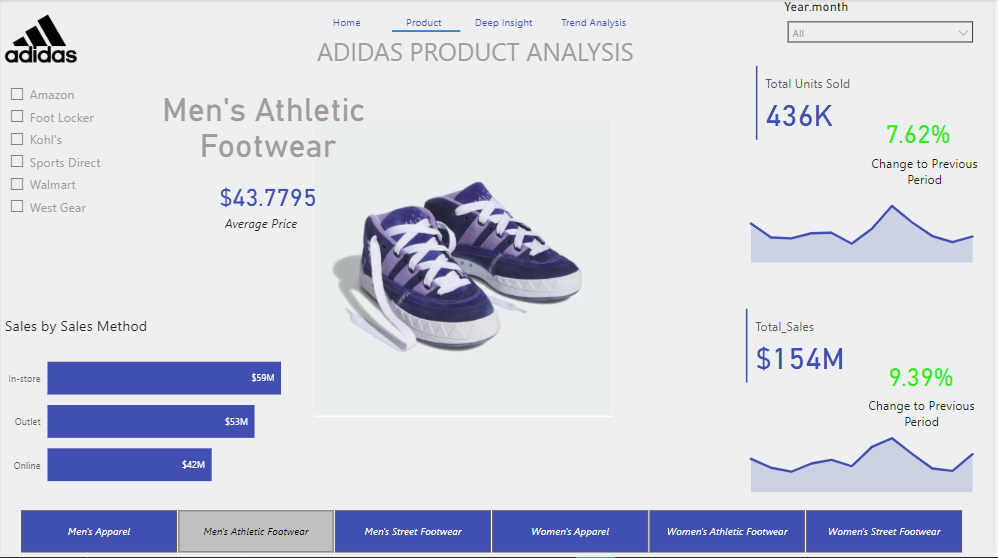 Home Product Deep Insight Trend Analysis
Year.month
All
adidas
ADIDAS PRODUCT ANALYSIS
Amazon
Foot Locker
Kohl's
Sports Direct
Walmart
West Gear
Men's Athletic
Footwear
$43.7795
Average Price
Total Units Sold
436K
7.62%
Change to Previous
Period
Sales by Sales Method
In-store $59M
Outlet $53M
Online $42M
Total_Sales
$154M
9.39%
Change to Previous
Period
Men's Apparel Men's Athletic Footwear Men's Street Footwear Women's Apparel Women's Athletic Footwear Women's Street Footwear